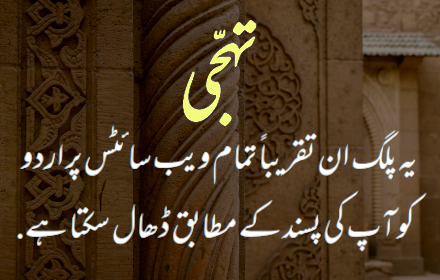 تہجّی
یہ پلگ ان تقریباً تمام ویب سائٹس پر اردو
کو آپ کی پسند کے مطابق ڈھال سکتا ہے.